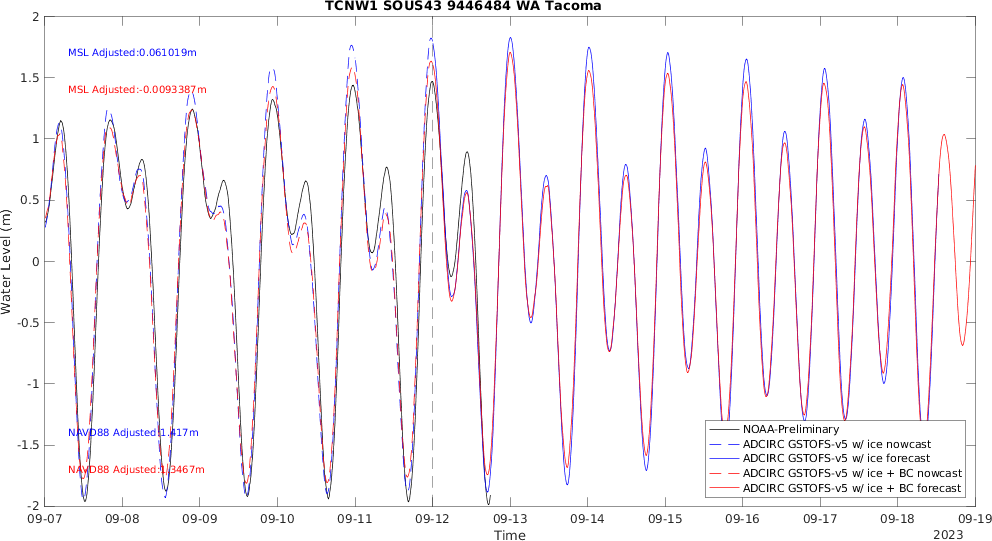 TCNW1 SOUS43 9446484 WA Tacoma
2
1.5
1
0.5
0
-0.5
-1
-1.5
-2
Water Level (m)
MSL Adjusted:0.061019m
MSL Adjusted:-0.0093387m
NAVD88 Adjusted:1.417m
NAVD88 Adjusted:1.3467m
NOAA-Preliminary
ADCIRC GSTOFS-v5 w/ ice nowcast
ADCIRC GSTOFS-v5 w/ ice forecast
ADCIRC GSTOFS-v5 w/ ice + BC nowcast
ADCIRC GSTOFS-v5 w/ ice + BC forecast
09-07 09-08 09-09 09-10 09-11 09-12 09-13 09-14 09-15 09-16 09-17 09-18 09-19
Time
2023